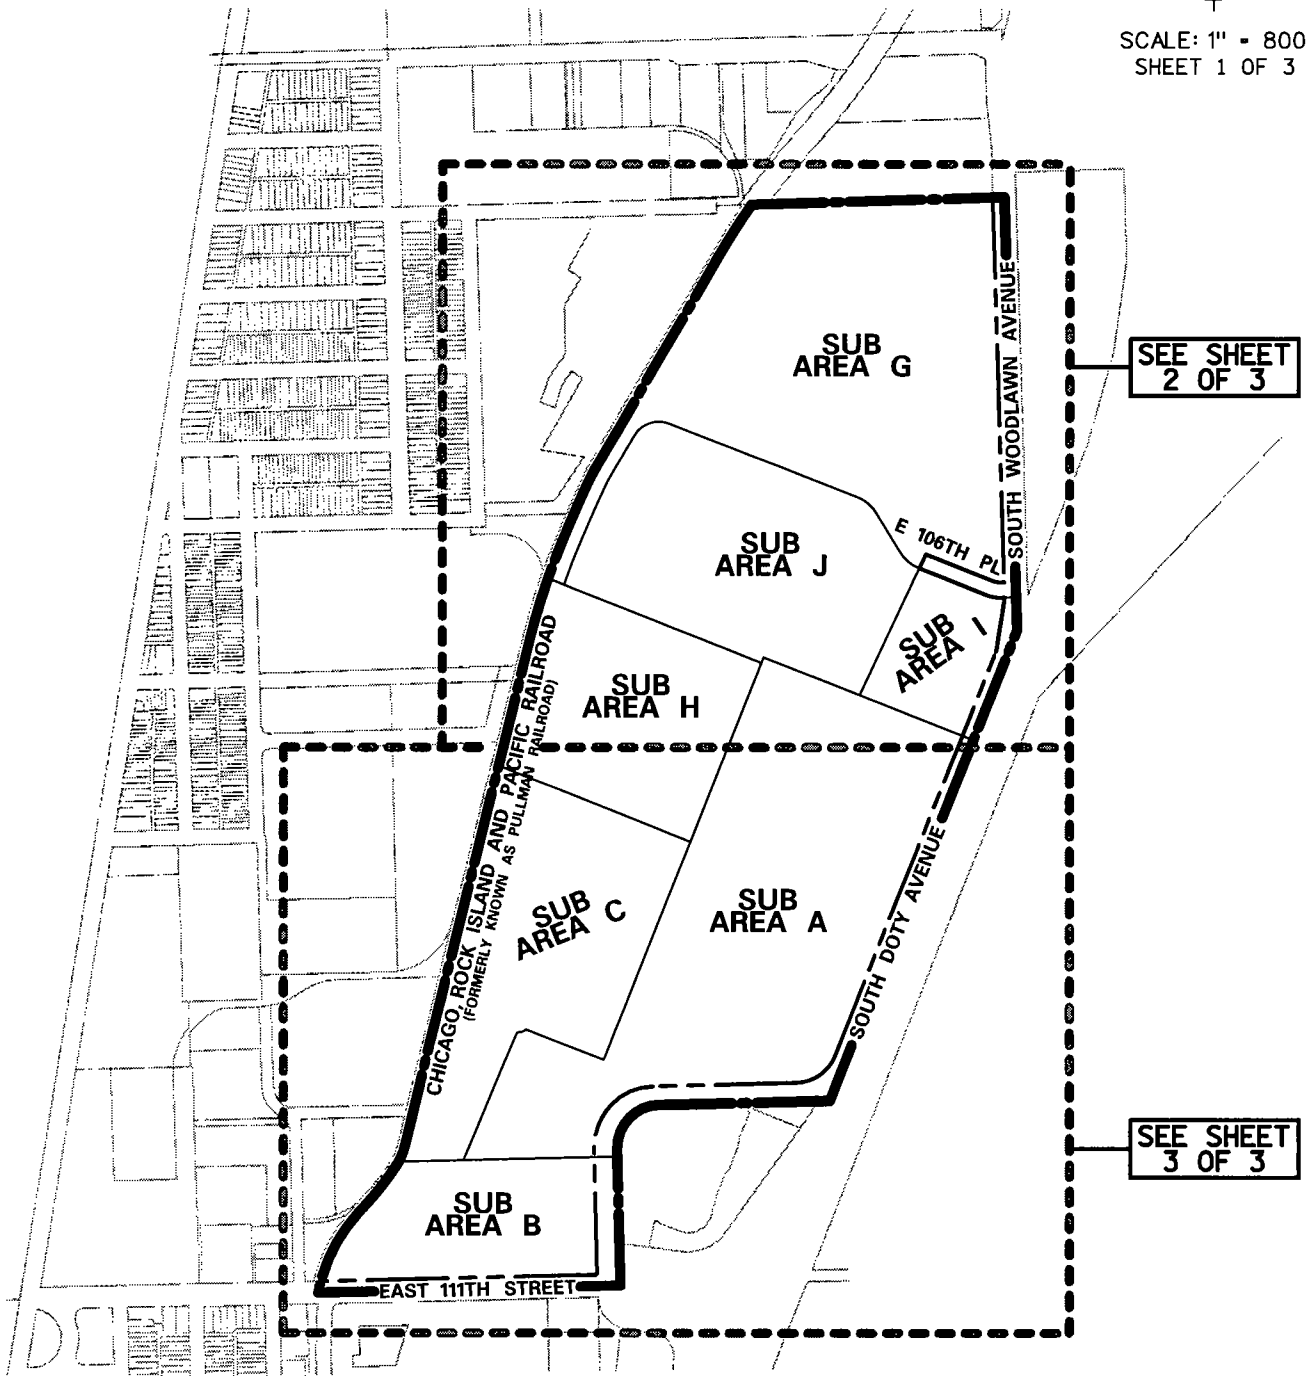 SCALE: 1" = 800
SHEET 1 OF 3
SOUTH WOODLAWN AVENUE
SUB
AREA G
SEE SHEET
2 OF 3
E 106TH PL
SUB
AREA J
SUB
AREA I
SUB
AREA H
CHICAGO, ROCK ISLAND AND PACIFIC RAILROAD
(FORMERLY KNOWN AS PULLMAN RAILROAD)
SUB
AREA C
SUB
AREA A
SOUTH DOTY AVENUE
SEE SHEET
3 OF 3
SUB
AREA B
EAST 111TH STREET